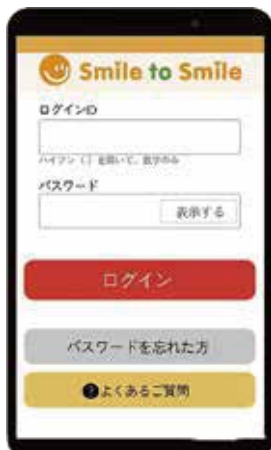 Smile to Smile
ログインID
ハイフン（）を除いて、数字のみ
パスワード
表示する
ログイン
パスワードを忘れた方
?よくあるご質問